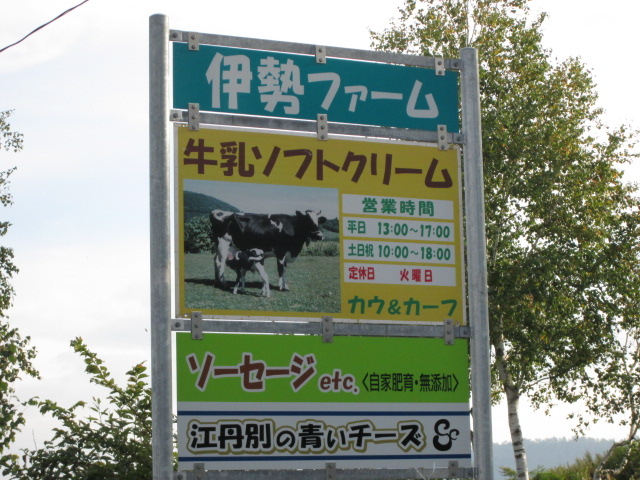 伊勢ファーム
牛乳ソフトクリーム
営業時間
平日 13:00～17:00
土日祝 10:00～18:00
定休日 火曜日
カウ&カーフ
ソーセージ etc.〈自家肥育・無添加〉
江丹別の青いチーズ